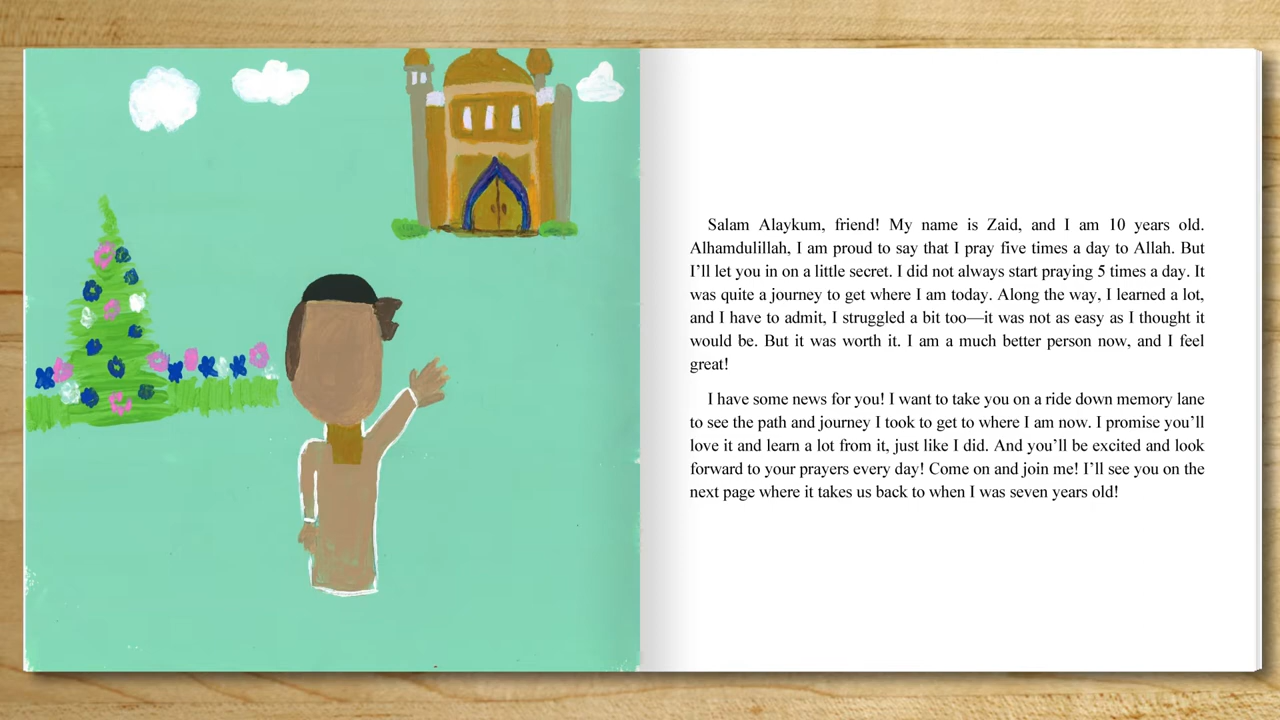 Salam Alaykum, friend! My name is Zaid, and I am 10 years old.
Alhamdulillah, I am proud to say that I pray five times a day to Allah. But
I’ll let you in on a little secret. I did not always start praying 5 times a day. It
was quite a journey to get where I am today. Along the way, I learned a lot,
and I have to admit, I struggled a bit too—it was not as easy as I thought it
would be. But it was worth it. I am a much better person now, and I feel
great!
I have some news for you! I want to take you on a ride down memory lane
to see the path and journey I took to get to where I am now. I promise you’ll
love it and learn a lot from it, just like I did. And you’ll be excited and look
forward to your prayers every day! Come on and join me! I’ll see you on the
next page where it takes us back to when I was seven years old!